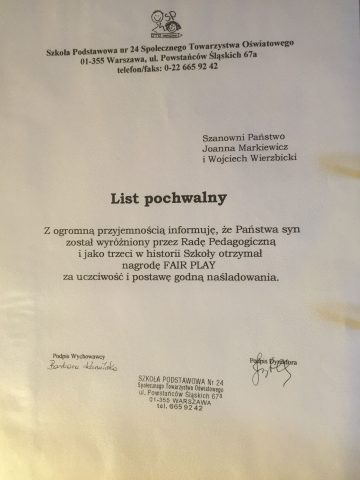 Szkoła Podstawowa nr 24 Społecznego Towarzystwa Oświatowego
01-355 Warszawa, ul. Powstańców Śląskich 67a
telefon/faks: 0-22 665 92 42
Szanowni Państwo
Joanna Markiewicz
i Wojciech Wierzbicki
List pochwalny
Z ogromną przyjemnością informuję, że Państwa syn
został wyróżniony przez Radę Pedagogiczną
i jako trzeci w historii Szkoły otrzymał
nagrodę FAIR PLAY
za uczciwość i postawę godną naśladowania.
Podpis Wychowawcy
Barbara
Podpis Dyrektora
SZKOŁA PODSTAWOWA Nr 24
Społecznego Towarzystwa Oświatowego
ul. Powstańców Śląskich 67a
01-355 WARSZAWA
tel. 665 92 42